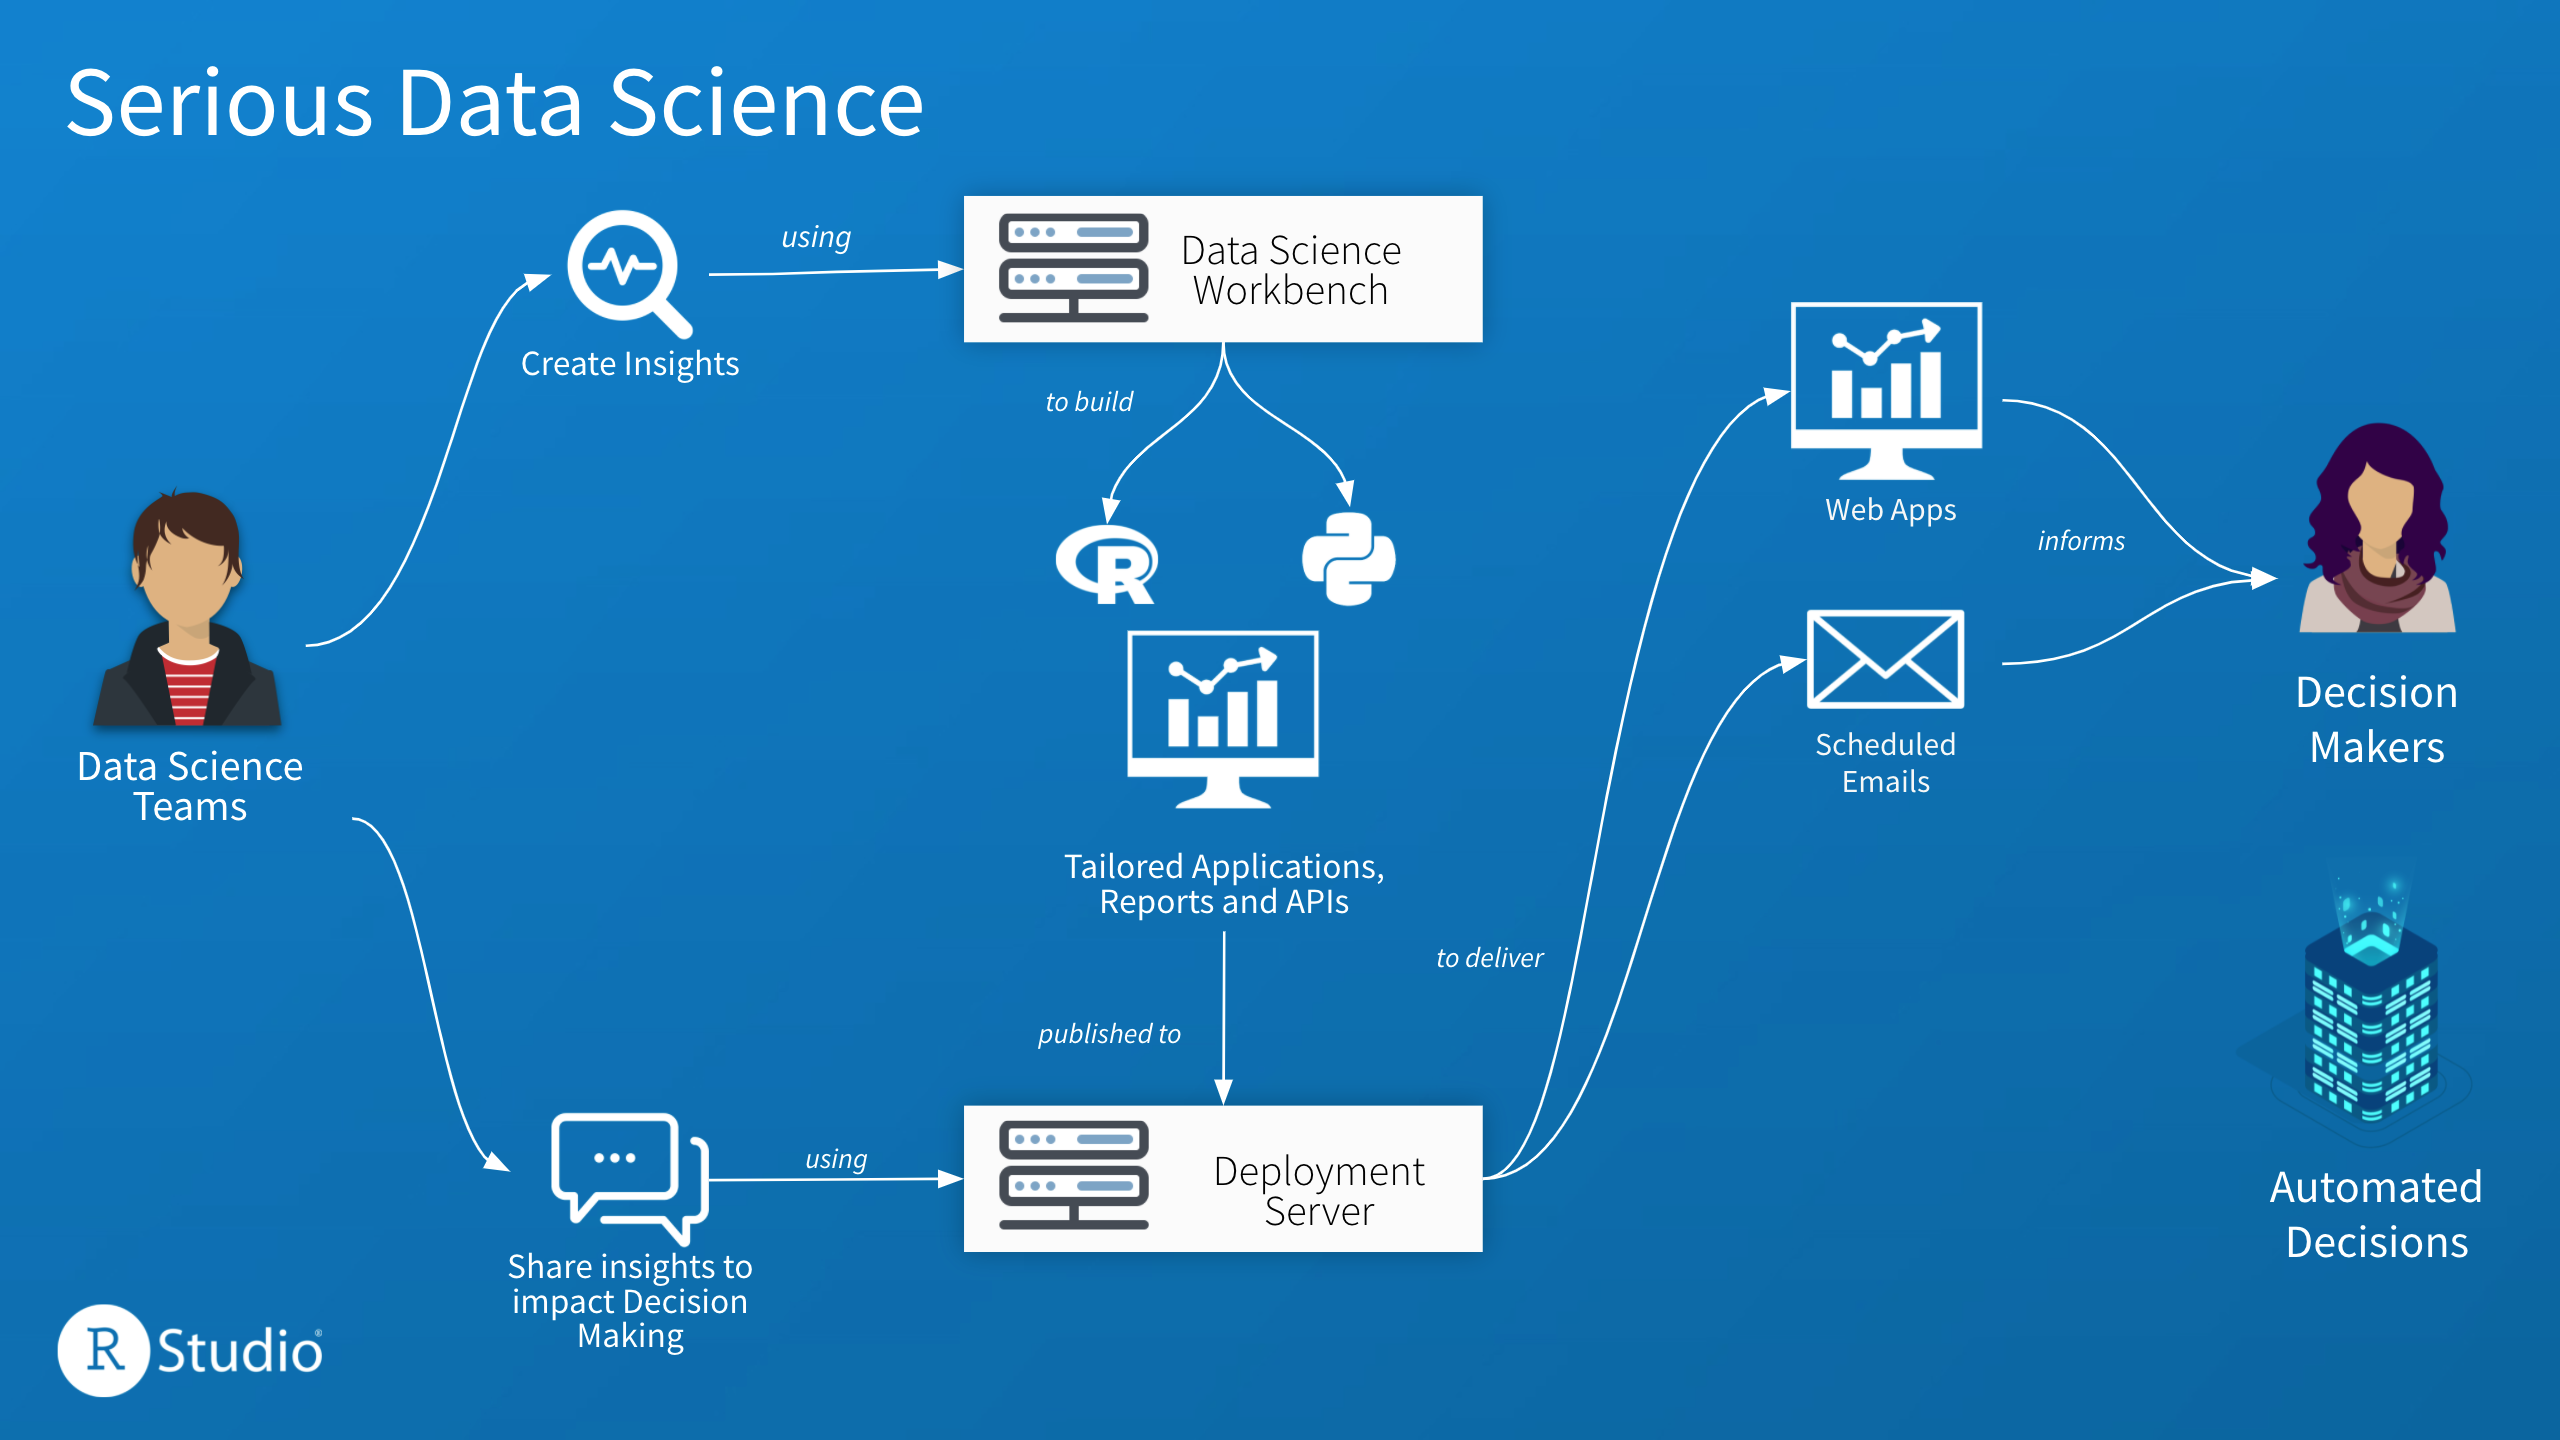 Serious Data Science
using
Data Science
Workbench
Create Insights
to build
R
Web Apps
informs
Decision
Makers
Scheduled
Emails
Data Science
Teams
Tailored Applications,
Reports and APIs
to deliver
published to
using
Deployment
Server
Automated
Decisions
Share insights to
impact Decision
Making
R Studio®